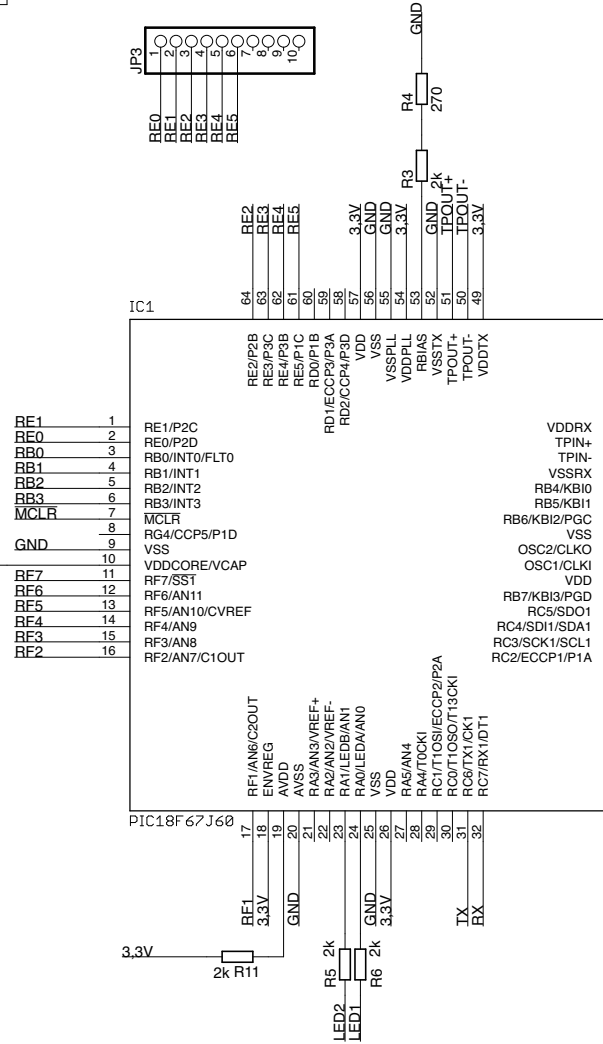 GND
JP3
1
2
3
4
5
6
7
8
9
10
RE0
RE1
RE2
RE3
RE4
RE5
R4
270
R3
2k
RE2
RE3
RE4
RE5
3,3V
GND
GND
3,3V
GND
TPOUT+
TPOUT-
3,3V
64
63
62
61
60
59
58
57
56
55
54
53
52
51
50
49
IC1
RE2/P2B
RE3/P3C
RE4/P3B
RE5/P1C
RD0/P1B
RD1/ECCP3/P3A
RD2/CCP4/P3D
VDD
VSS
VSSPLL
VDDPLL
RBIAS
VSSTX
TPOUT+
TPOUT-
VDDTX
RE1 1 RE1/P2C
RE0 2 RE0/P2D
RB0 3 RB0/INT0/FLT0
RB1 4 RB1/INT1
RB2 5 RB2/INT2
RB3 6 RB3/INT3
MCLR 7 MCLR
8 RG4/CCP5/P1D
GND 9 VSS
10 VDDCORE/VCAP
RF7 11 RF7/SS1
RF6 12 RF6/AN11
RF5 13 RF5/AN10/CVREF
RF4 14 RF4/AN9
RF3 15 RF3/AN8
RF2 16 RF2/AN7/C1OUT
VDDRX
TPIN+
TPIN-
VSSRX
RB4/KBI0
RB5/KBI1
RB6/KBI2/PGC
VSS
OSC2/CLKO
OSC1/CLKI
VDD
RB7/KBI3/PGD
RC5/SDO1
RC4/SDI1/SDA1
RC3/SCK1/SCL1
RC2/ECCP1/P1A
RF1/AN6/C2OUT
ENVREG
AVDD
AVSS
RA3/AN3/VREF+
RA2/AN2/VREF-
RA1/LEDB/AN1
RA0/LEDA/AN0
VSS
VDD
RA5/AN4
RA4/T0CKI
RC1/T1OSI/ECCP2/P2A
RC0/T1OSO/T13CKI
RC6/TX1/CK1
RC7/RX1/DT1
PIC18F67J60
17
18
19
20
21
22
23
24
25
26
27
28
29
30
31
32
RF1
3,3V
GND
GND
3,3V
TX
RX
3,3V
2k R11
R5 2k
R6 2k
LED2
LED1